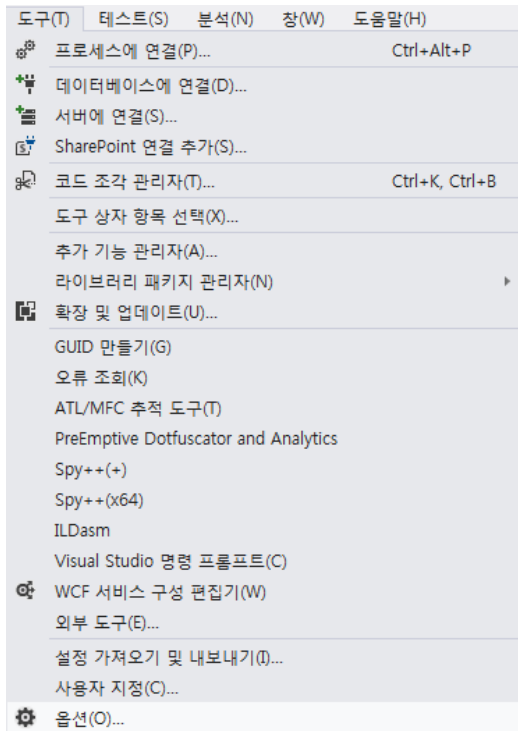 도구(T) 테스트(S) 분석(N) 창(W) 도움말(H)
프로세스에 연결(P)... Ctrl+Alt+P
데이터베이스에 연결(D)...
서버에 연결(S)...
SharePoint 연결 추가(S)...
코드 조각 관리자(T)... Ctrl+K, Ctrl+B
도구 상자 항목 선택(X)...
추가 기능 관리자(A)...
라이브러리 패키지 관리자(N)
확장 및 업데이트(U)...
GUID 만들기(G)
오류 조회(K)
ATL/MFC 추적 도구(T)
PreEmptive Dotfuscator and Analytics
Spy++(+)
Spy++(x64)
ILDasm
Visual Studio 명령 프롬프트(C)
WCF 서비스 구성 편집기(W)
외부 도구(E)...
설정 가져오기 및 내보내기(I)...
사용자 지정(C)...
옵션(O)...